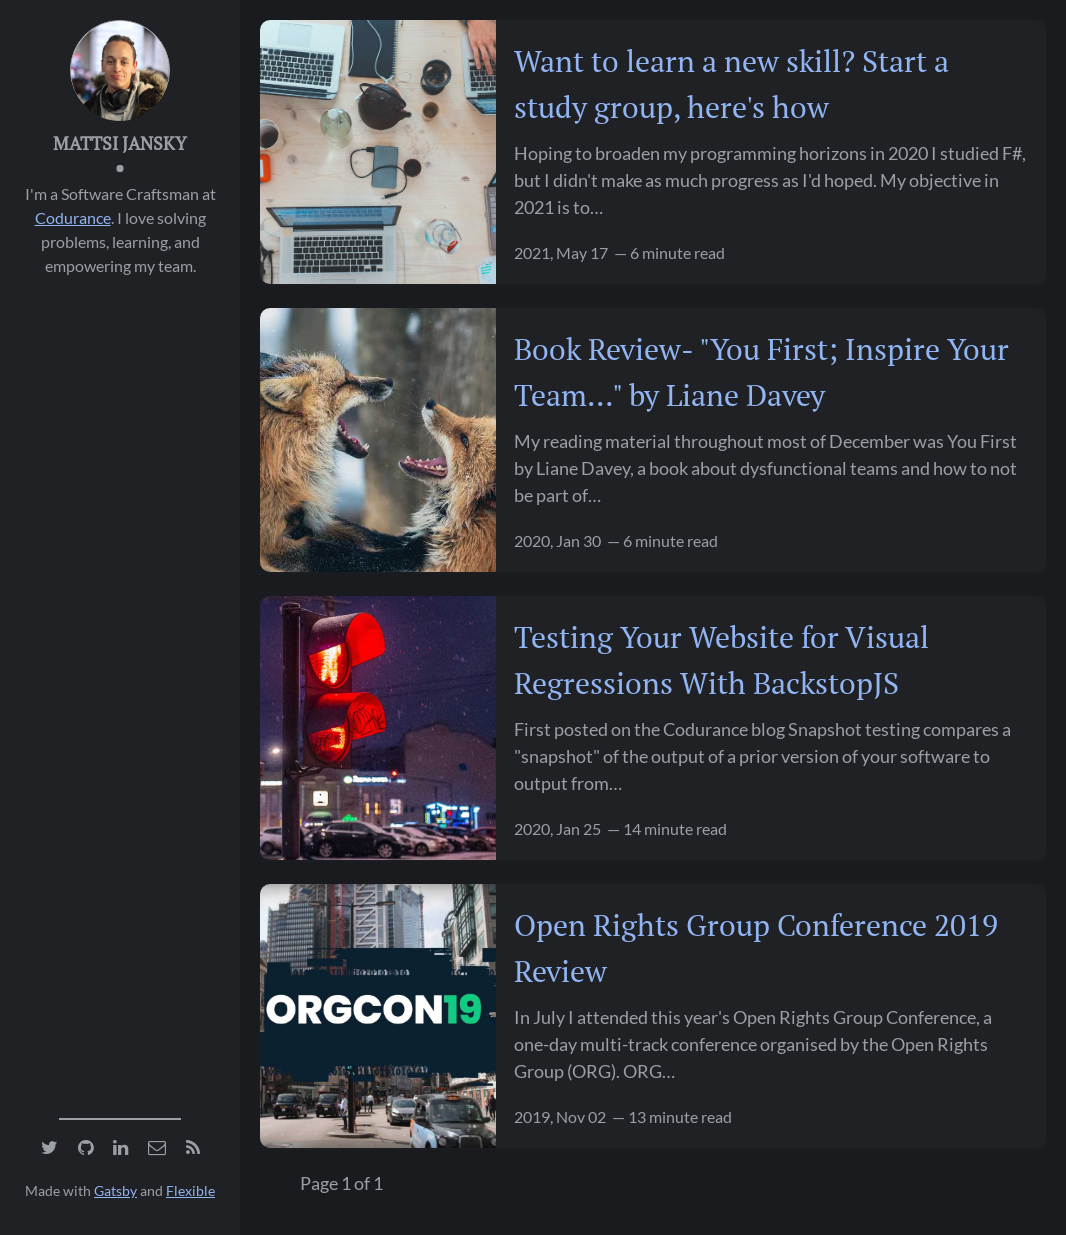 MATTSI JANSKY
I'm a Software Craftsman at
Codurance. I love solving
problems, learning, and
empowering my team.
Made with Gatsby and Flexible
Want to learn a new skill? Start a
study group, here's how
Hoping to broaden my programming horizons in 2020 I studied F#,
but I didn't make as much progress as I'd hoped. My objective in
2021 is to…
2021, May 17 — 6 minute read
Book Review- "You First; Inspire Your
Team..." by Liane Davey
My reading material throughout most of December was You First
by Liane Davey, a book about dysfunctional teams and how to not
be part of…
2020, Jan 30 — 6 minute read
Testing Your Website for Visual
Regressions With BackstopJS
First posted on the Codurance blog Snapshot testing compares a
"snapshot" of the output of a prior version of your software to
output from…
2020, Jan 25 — 14 minute read
ORGCON19
Open Rights Group Conference 2019
Review
In July I attended this year's Open Rights Group Conference, a
one-day multi-track conference organised by the Open Rights
Group (ORG). ORG…
2019, Nov 02 — 13 minute read
Page 1 of 1